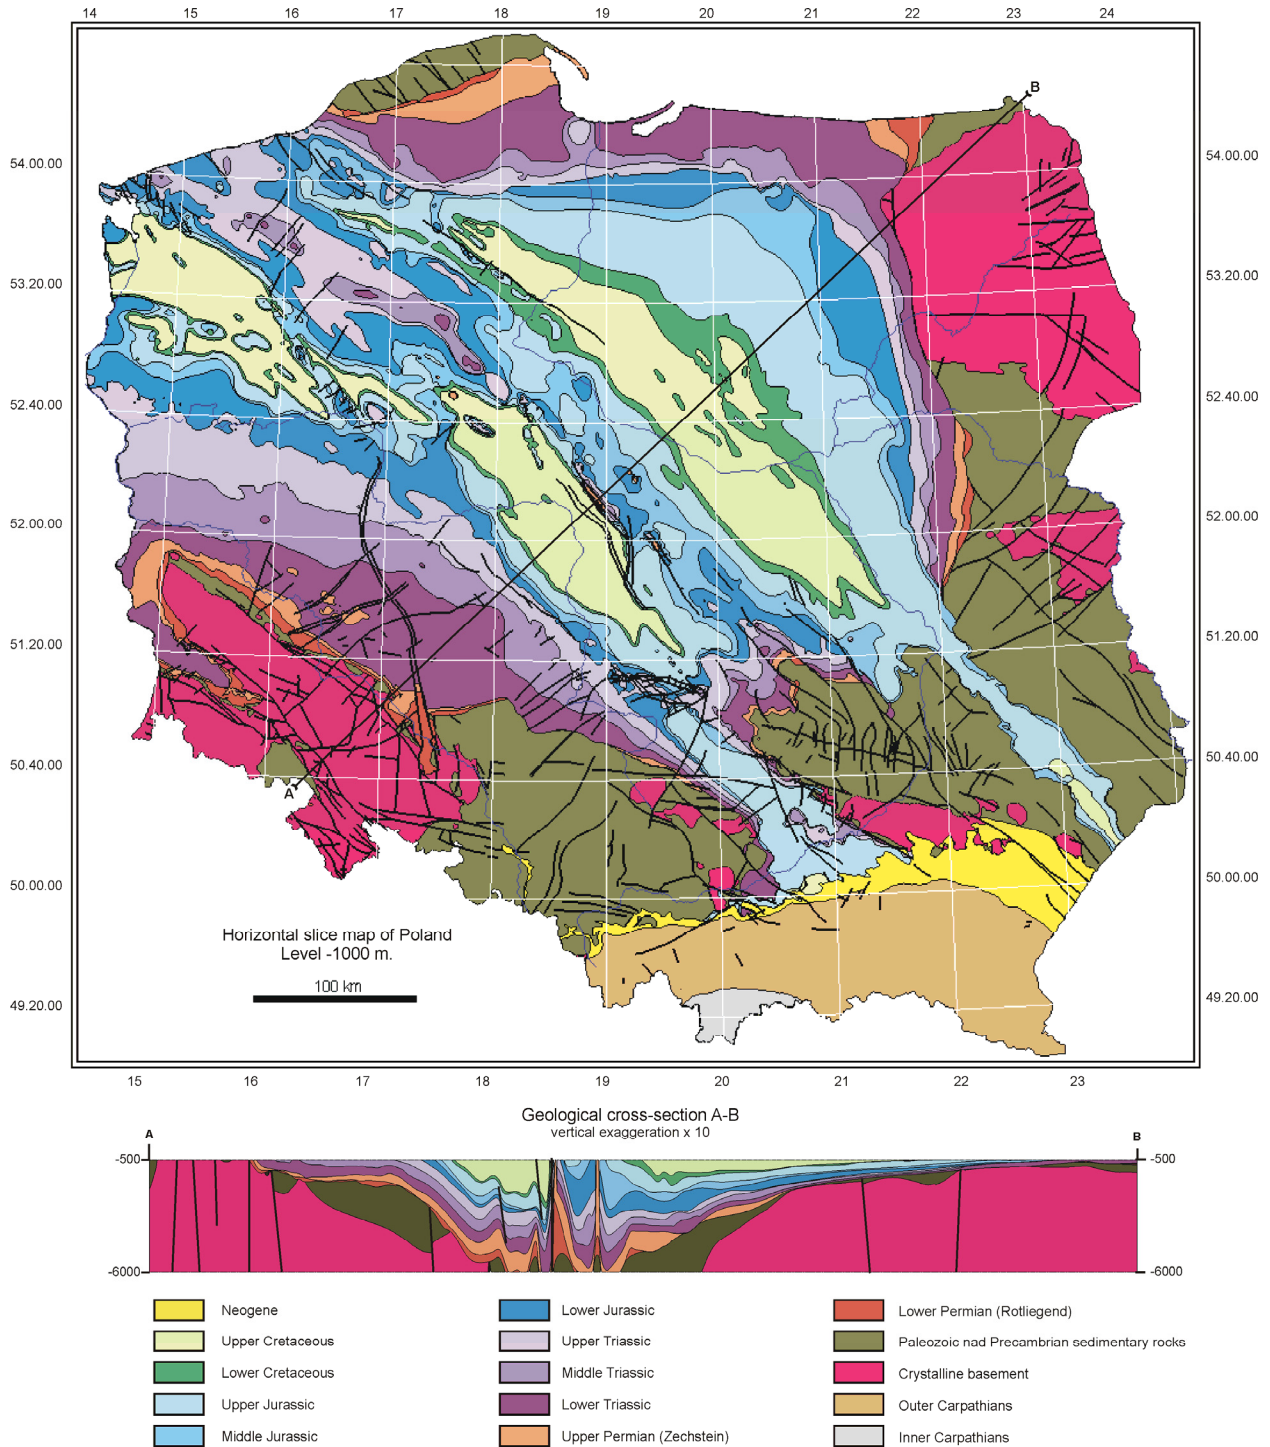 14 15 16 17 18 19 20 21 22 23 24
B
54.00.00 54.00.00
53.20.00 53.20.00
52.40.00 52.40.00
52.00.00 52.00.00
51.20.00 51.20.00
50.40.00 50.40.00
A
50.00.00 50.00.00
Horizontal slice map of Poland
Level -1000 m.
100 km
49.20.00 49.20.00
15 16 17 18 19 20 21 22 23
Geological cross-section A-B
vertical exaggeration x 10
A B
-500 -500
-6000 -6000
Neogene
Upper Cretaceous
Lower Cretaceous
Upper Jurassic
Middle Jurassic
Lower Jurassic
Upper Triassic
Middle Triassic
Lower Triassic
Upper Permian (Zechstein)
Lower Permian (Rotliegend)
Paleozoic nad Precambrian sedimentary rocks
Crystalline basement
Outer Carpathians
Inner Carpathians